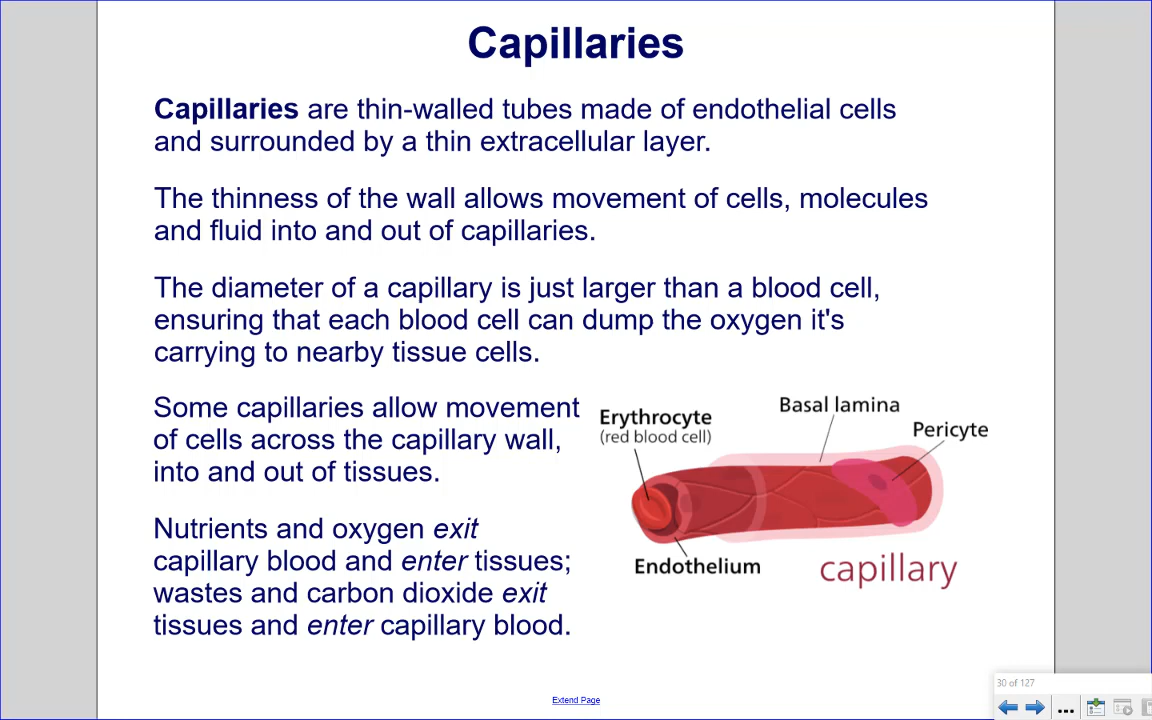 Capillaries
Capillaries are thin-walled tubes made of endothelial cells
and surrounded by a thin extracellular layer.
The thinness of the wall allows movement of cells, molecules
and fluid into and out of capillaries.
The diameter of a capillary is just larger than a blood cell,
ensuring that each blood cell can dump the oxygen it's
carrying to nearby tissue cells.
Some capillaries allow movement
of cells across the capillary wall,
into and out of tissues.
Nutrients and oxygen exit
capillary blood and enter tissues;
wastes and carbon dioxide exit
tissues and enter capillary blood.
Basal lamina
Erythrocyte
(red blood cell)
Pericyte
Endothelium
capillary
Extend Page
30 of 127